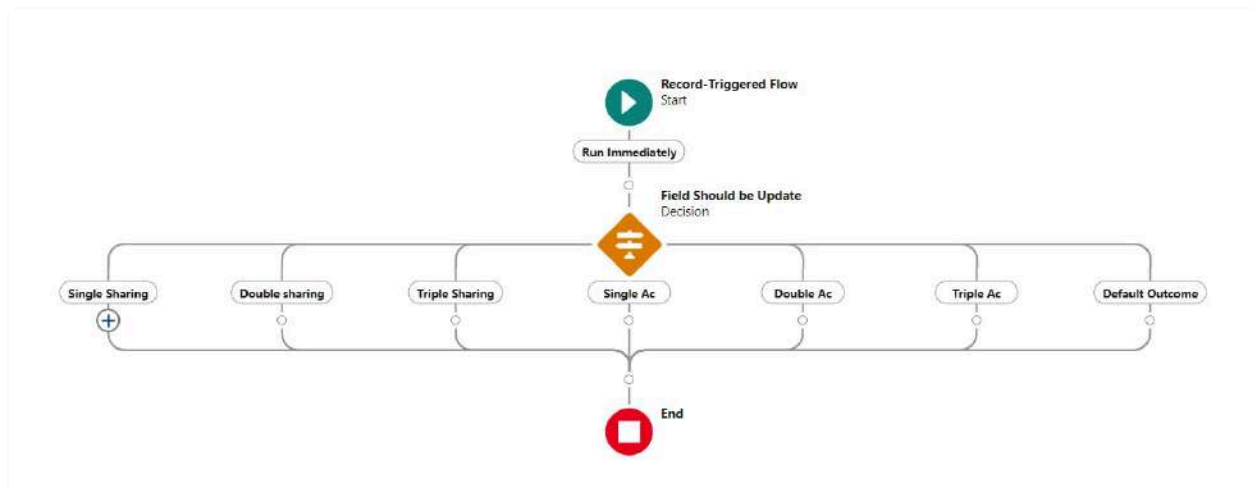 Record-Triggered Flow
Start
Run Immediately
Field Should be Update
Decision
Single Sharing
Double sharing
Triple Sharing
Single Ac
Double Ac
Triple Ac
Default Outcome
End